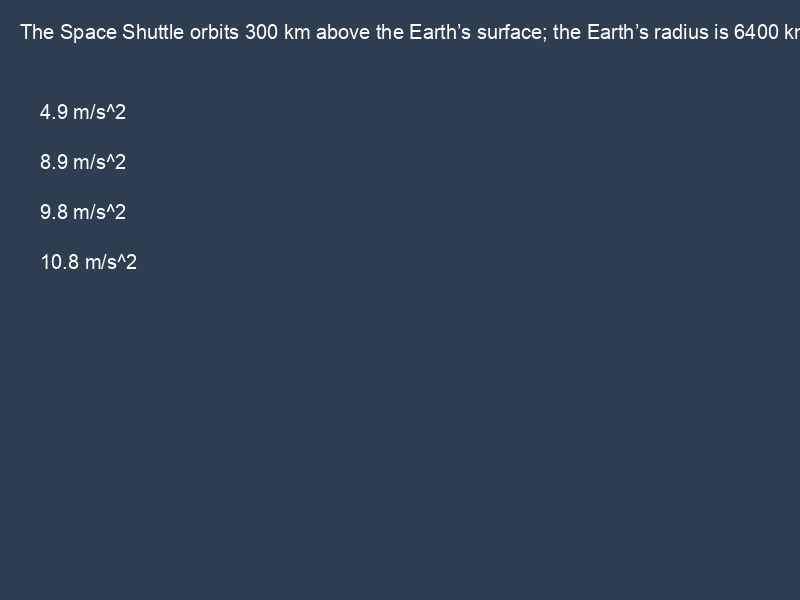 The Space Shuttle orbits 300 km above the Earth’s surface; the Earth’s radius is 6400
4.9 m/s^2
8.9 m/s^2
9.8 m/s^2
10.8 m/s^2